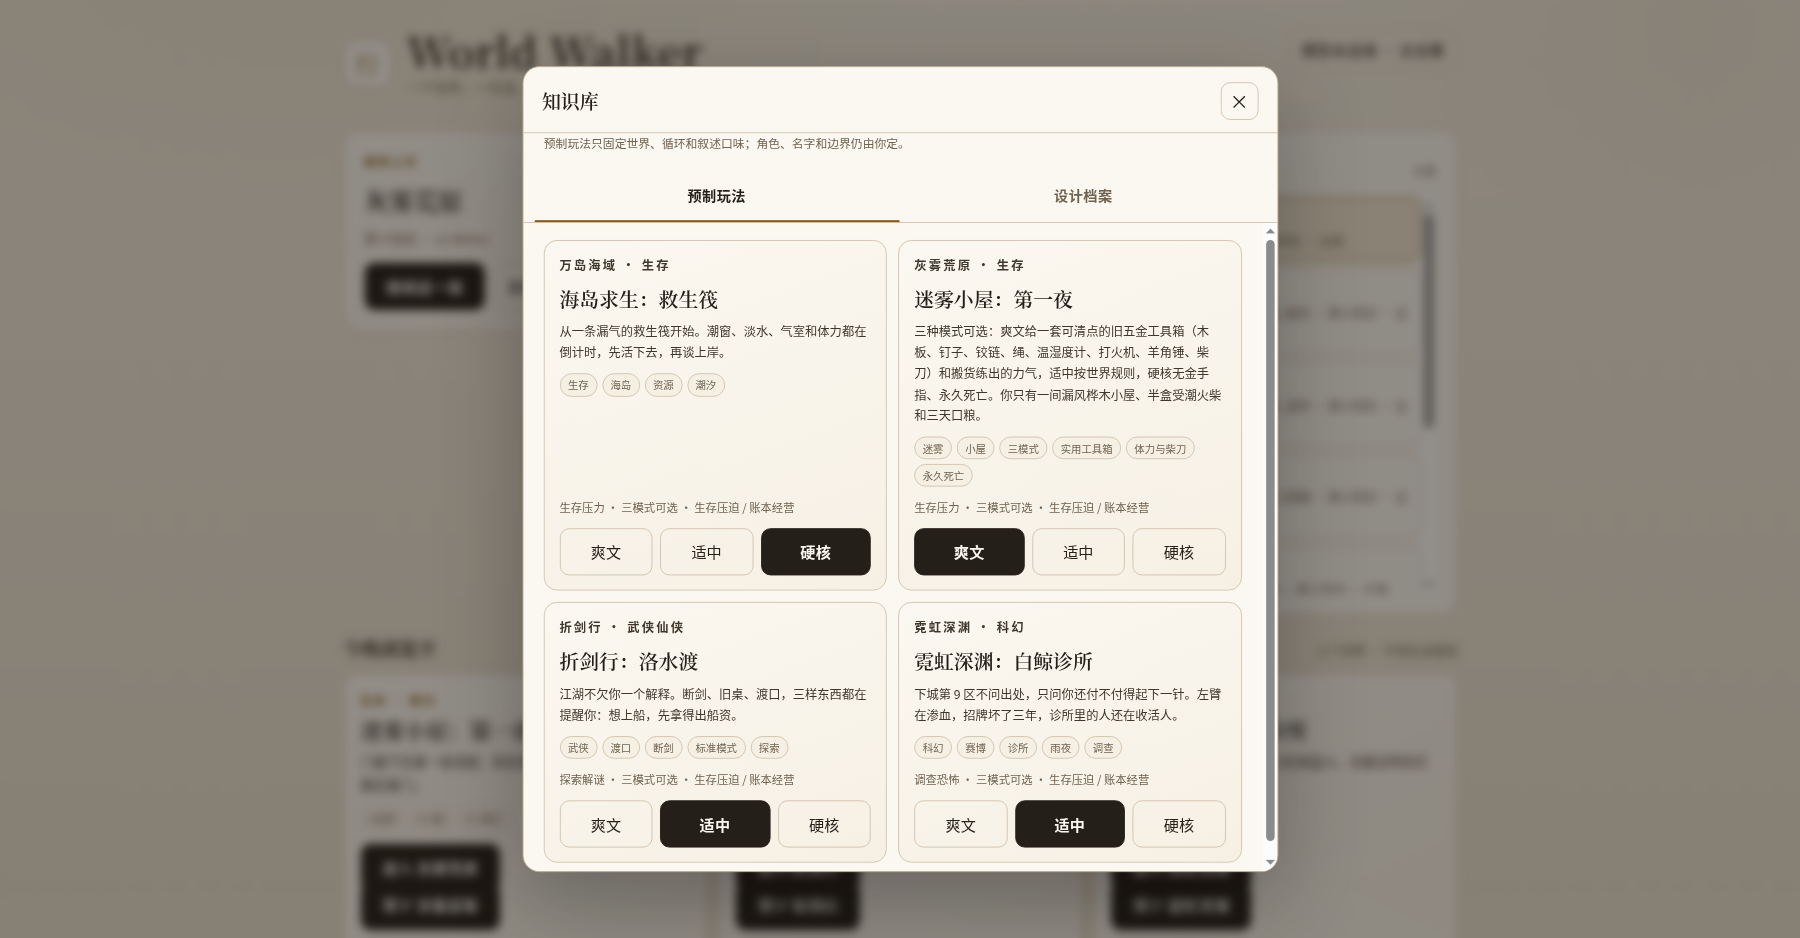 World Walker
知识库
预制玩法只固定世界、循环和叙述口味；角色、名字和边界仍由你定。
预制玩法
设计档案
万岛海域 · 生存
海岛求生：救生筏
从一条漏气的救生筏开始。潮窗、淡水、气室和体力都在
倒计时，先活下去，再谈上岸。
生存 海岛 资源 潮汐
生存压力 · 三模式可选 · 生存压迫 / 账本经营
爽文 适中 硬核
灰雾荒原 · 生存
迷雾小屋：第一夜
三种模式可选：爽文给一套可清点的旧五金工具箱（木
板、钉子、铰链、绳、温湿度计、打火机、羊角锤、柴
刀）和搬货练出的力气，适中按世界规则，硬核无金手
指、永久死亡。你只有一间漏风桦木小屋、半盒受潮火柴
和三天口粮。
迷雾 小屋 三模式 实用工具箱 体力与柴刀
永久死亡
生存压力 · 三模式可选 · 生存压迫 / 账本经营
爽文 适中 硬核
折剑行 · 武侠仙侠
折剑行：洛水渡
江湖不欠你一个解释。断剑、旧桌、渡口，三样东西都在
提醒你：想上船，先拿得出船资。
武侠 渡口 断剑 标准模式 探索
探索解谜 · 三模式可选 · 生存压迫 / 账本经营
爽文 适中 硬核
霓虹深渊 · 科幻
霓虹深渊：白鲸诊所
下城第 9 区不问出处，只问你还付不付得起下一针。左臂
在渗血，招牌坏了三年，诊所里的人还在收活人。
科幻 赛博 诊所 雨夜 调查
调查恐怖 · 三模式可选 · 生存压迫 / 账本经营
爽文 适中 硬核